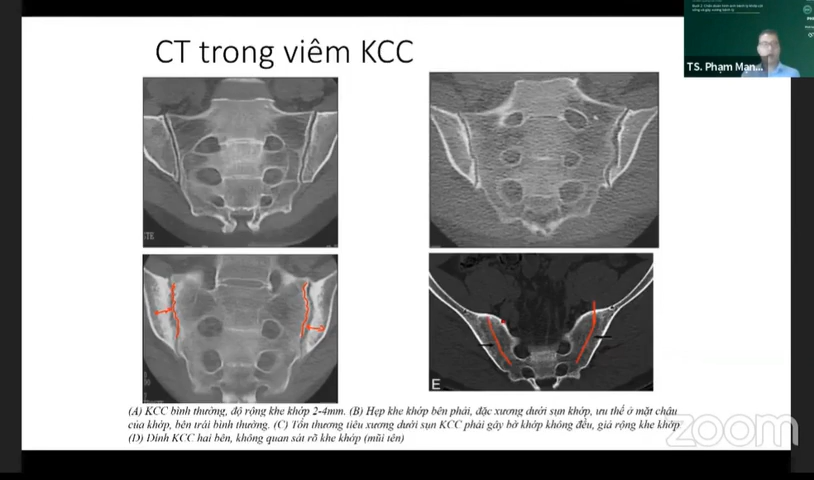 CT trong viêm KCC
TS. Phạm Mạn...
TE
E
(A) KCC bình thường, độ rộng khe khớp 2-4mm. (B) Hẹp khe khớp bên phải, đặc xương dưới sụn khớp, ưu thế ở mặt chậu
của khớp, bên trái bình thường. (C) Tổn thương tiêu xương dưới sụn KCC phải gây bờ khớp không đều, giả rộng khe khớp
(D) Dính KCC hai bên, không quan sát rõ khe khớp (mũi tên)
zoom